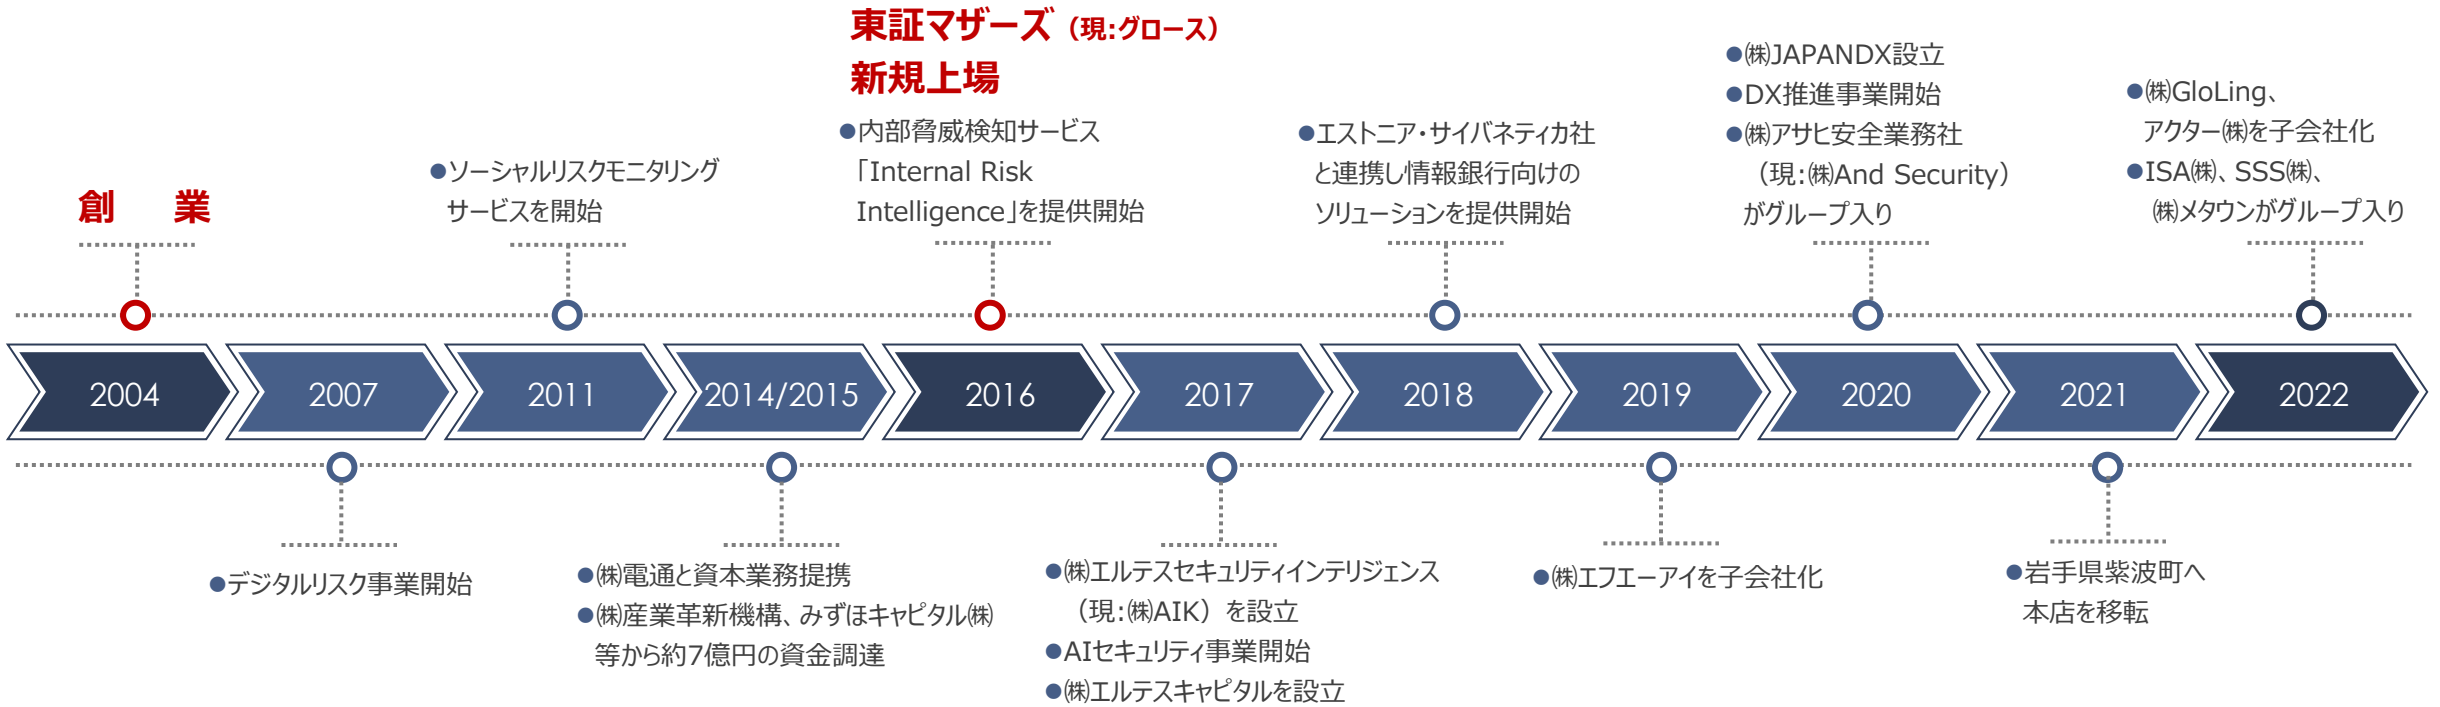 創　業
●ソーシャルリスクモニタリング
サービスを開始
東証マザーズ（現:グロース）
新規上場
●内部脅威検知サービス
「Internal Risk
Intelligence」を提供開始
●エストニア・サイバネティカ社
と連携し情報銀行向けの
ソリューションを提供開始
●㈱JAPANDX設立
●DX推進事業開始
●㈱アサヒ安全業務社
（現:㈱And Security）
がグループ入り
●㈱GloLing、
アクター㈱を子会社化
●ISA㈱、SSS㈱、
㈱メタウンがグループ入り
2004
2007
2011
2014/2015
2016
2017
2018
2019
2020
2021
2022
●デジタルリスク事業開始
●㈱電通と資本業務提携
●㈱産業革新機構、みずほキャピタル㈱
等から約7億円の資金調達
●㈱エルテスセキュリティインテリジェンス
（現:㈱AIK）を設立
●AIセキュリティ事業開始
●㈱エルテスキャピタルを設立
●㈱エフエーアイを子会社化
●岩手県紫波町へ
本店を移転